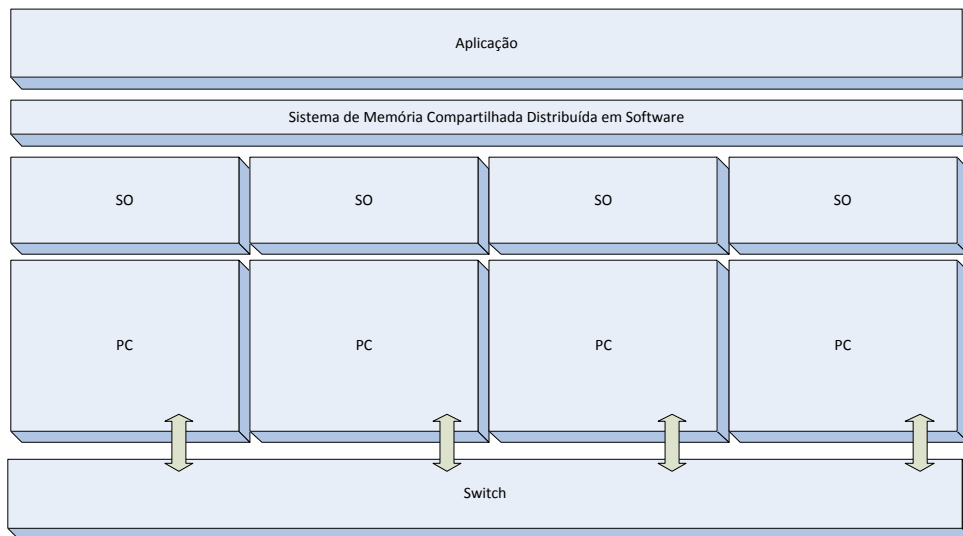 Aplicação
Sistema de Memória Compartilhada Distribuída em Software
SO
SO
SO
SO
PC
PC
PC
PC
Switch